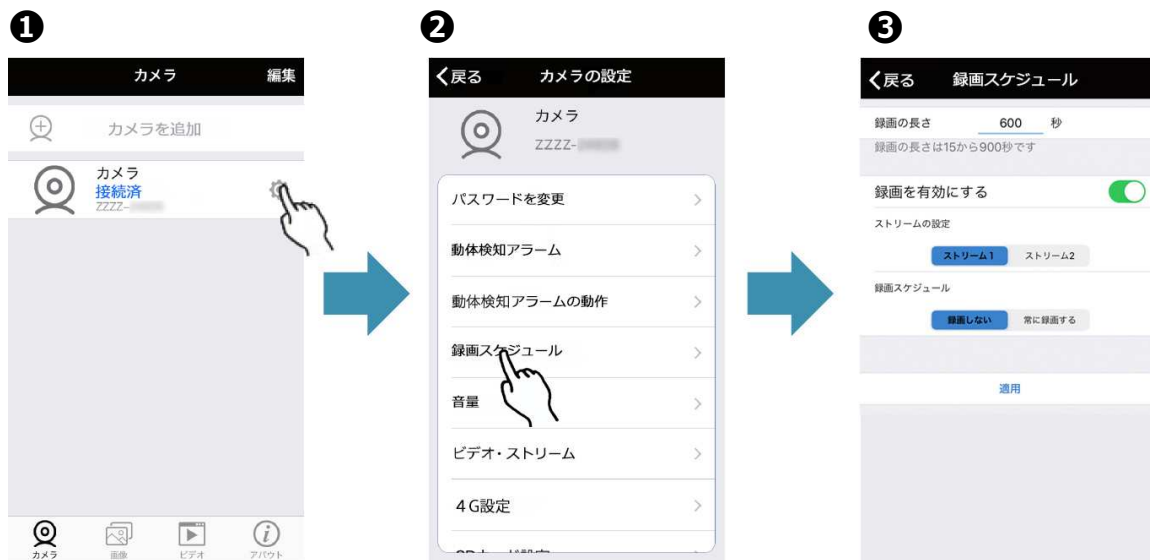 ❶
カメラ 編集
カメラを追加
カメラ
接続済
ZZZZ-
カメラ 画像 ビデオ アバウト
❷
戻る カメラの設定
カメラ
ZZZZ-
パスワードを変更
動体検知アラーム
動体検知アラームの動作
録画スケジュール
音量
ビデオ・ストリーム
4G設定
❸
戻る 録画スケジュール
録画の長さ 600 秒
録画の長さは15から900秒です
録画を有効にする
ストリームの設定
ストリーム1 ストリーム2
録画スケジュール
録画しない 常に録画する
適用